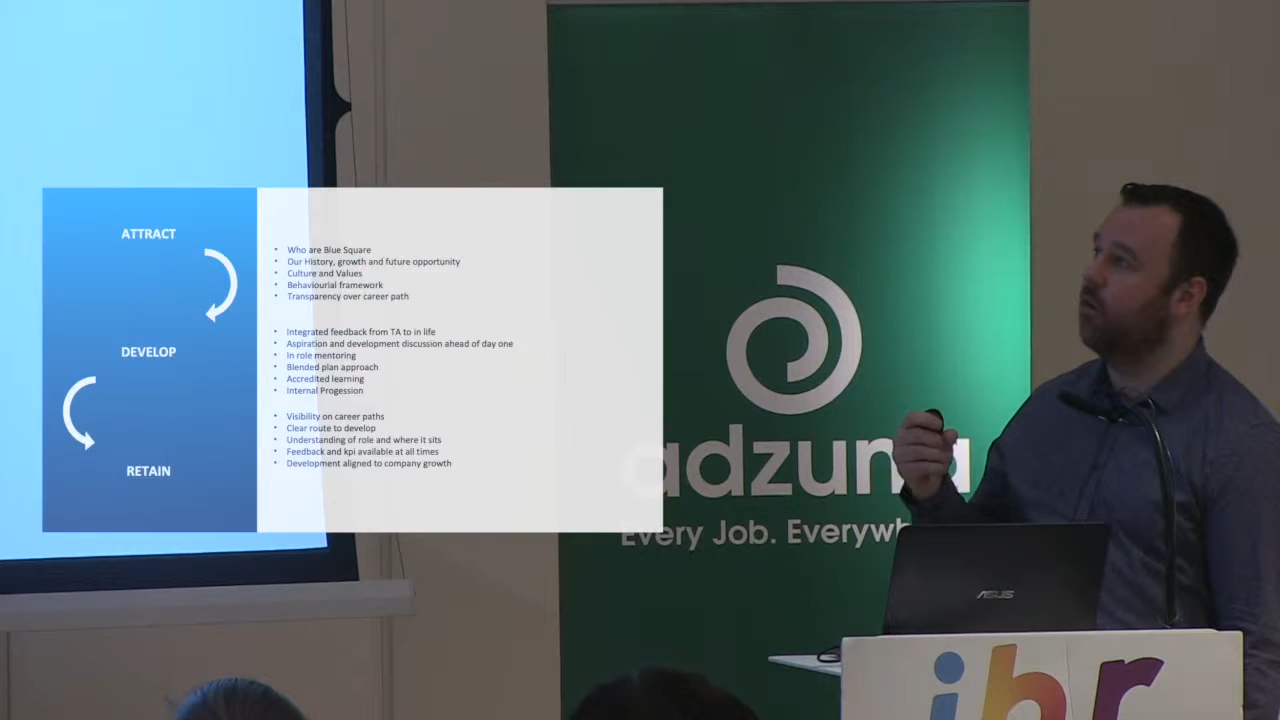 ATTRACT
• Who are Blue Square
• Our History, growth and future opportunity
• Culture and Values
• Behaviourial framework
• Transparency over career path
DEVELOP
• Integrated feedback from TA to in life
• Aspiration and development discussion ahead of day one
• In role mentoring
• Blended plan approach
• Accredited learning
• Internal Progession
RETAIN
• Visibility on career paths
• Clear route to develop
• Understanding of role and where it sits
• Feedback and kpi available at all times
• Development aligned to company growth
adzuna
Every Job. Everywh
ASUS
ihr